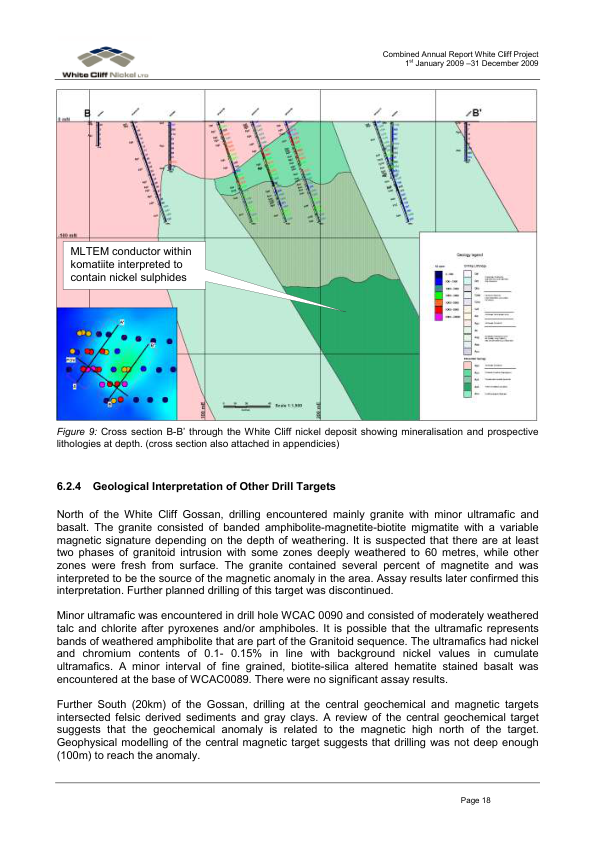 White Cliff Nickel LTD
Combined Annual Report White Cliff Project
1st January 2009 –31 December 2009
B
B'
MLTEM conductor within
komatiite interpreted to
contain nickel sulphides
Geology legend
Scale 1:1,000
Figure 9: Cross section B-B' through the White Cliff nickel deposit showing mineralisation and prospective
lithologies at depth. (cross section also attached in appendicies)
6.2.4 Geological Interpretation of Other Drill Targets
North of the White Cliff Gossan, drilling encountered mainly granite with minor ultramafic and
basalt. The granite consisted of banded amphibolite-magnetite-biotite migmatite with a variable
magnetic signature depending on the depth of weathering. It is suspected that there are at least
two phases of granitoid intrusion with some zones deeply weathered to 60 metres, while other
zones were fresh from surface. The granite contained several percent of magnetite and was
interpreted to be the source of the magnetic anomaly in the area. Assay results later confirmed this
interpretation. Further planned drilling of this target was discontinued.
Minor ultramafic was encountered in drill hole WCAC 0090 and consisted of moderately weathered
talc and chlorite after pyroxenes and/or amphiboles. It is possible that the ultramafic represents
bands of weathered amphibolite that are part of the Granitoid sequence. The ultramafics had nickel
and chromium contents of 0.1- 0.15% in line with background nickel values in cumulate
ultramafics. A minor interval of fine grained, biotite-silica altered hematite stained basalt was
encountered at the base of WCAC0089. There were no significant assay results.
Further South (20km) of the Gossan, drilling at the central geochemical and magnetic targets
intersected felsic derived sediments and gray clays. A review of the central geochemical target
suggests that the geochemical anomaly is related to the magnetic high north of the target.
Geophysical modelling of the central magnetic target suggests that drilling was not deep enough
(100m) to reach the anomaly.
Page 18